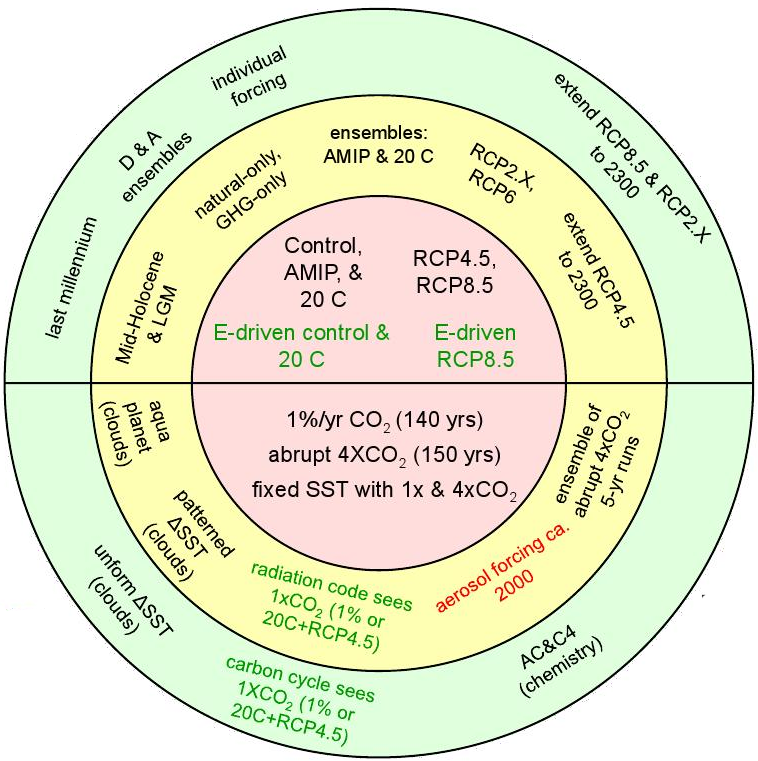 individual
forcing
D & A
ensembles
last millennium
extend RCP8.5 & RCP2.X
to 2300
ensembles:
AMIP & 20 C
natural-only,
GHG-only
Mid-Holocene
& LGM
RCP2.X,
RCP6
extend RCP4.5
to 2300
Control,
AMIP, &
20 C
RCP4.5,
RCP8.5
E-driven control &
20 C
E-driven
RCP8.5
1%/yr CO₂ (140 yrs)
abrupt 4XCO₂ (150 yrs)
fixed SST with 1x & 4xCO₂
aqua
planet
(clouds)
patterned
ΔSST
(clouds)
radiation code sees
1xCO₂ (1% or
20C+RCP4.5)
aerosol forcing ca.
2000
ensemble of
abrupt 4xCO₂
5-yr runs
unform ΔSST
(clouds)
carbon cycle sees
1XCO₂ (1% or
20C+RCP4.5)
AC&C4
(chemistry)